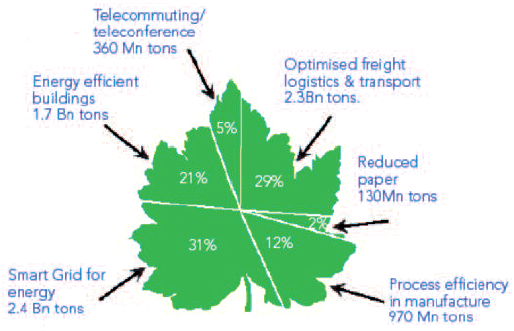 Telecommuting/
teleconference
360 Mn tons
Energy efficient
buildings
1.7 Bn tons
Optimised freight
logistics & transport
2.3Bn tons.
5%
21%
29%
Reduced
paper
130Mn tons
2%
31%
12%
Smart Grid for
energy
2.4 Bn tons
Process efficiency
in manufacture
970 Mn tons